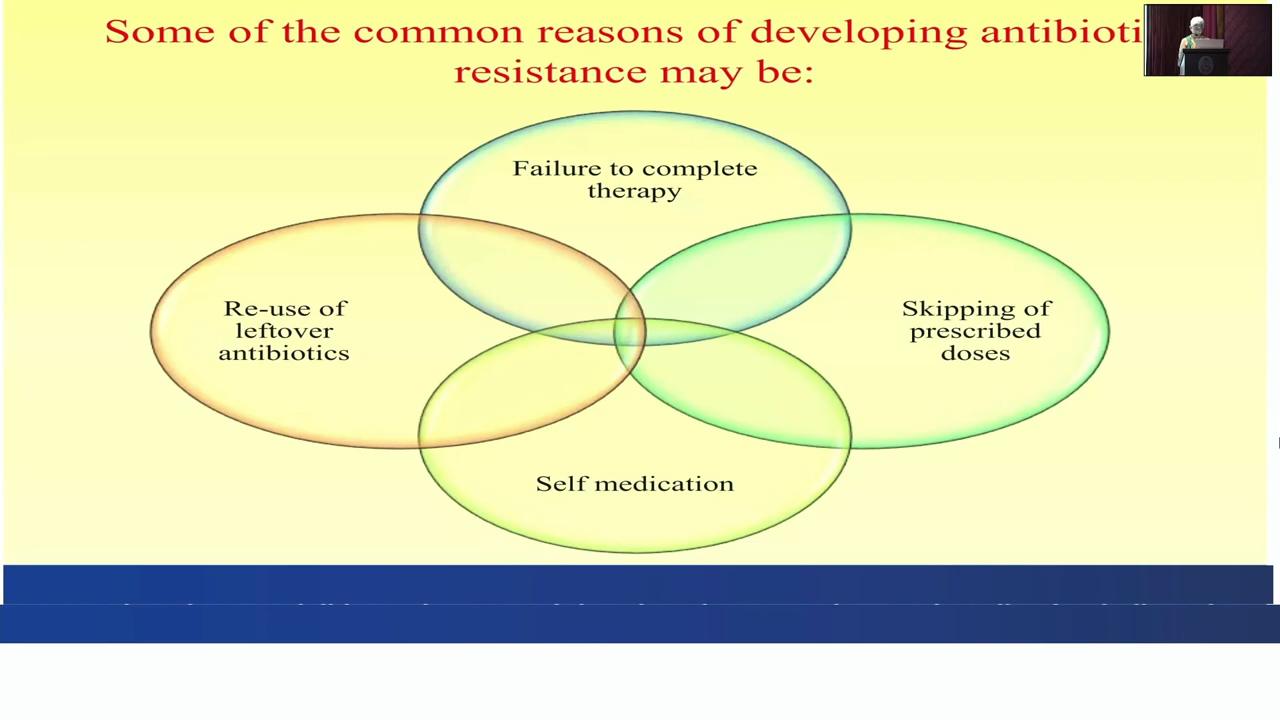 Some of the common reasons of developing antibioti
resistance may be:
Failure to complete
therapy
Re-use of
leftover
antibiotics
Skipping of
prescribed
doses
Self medication